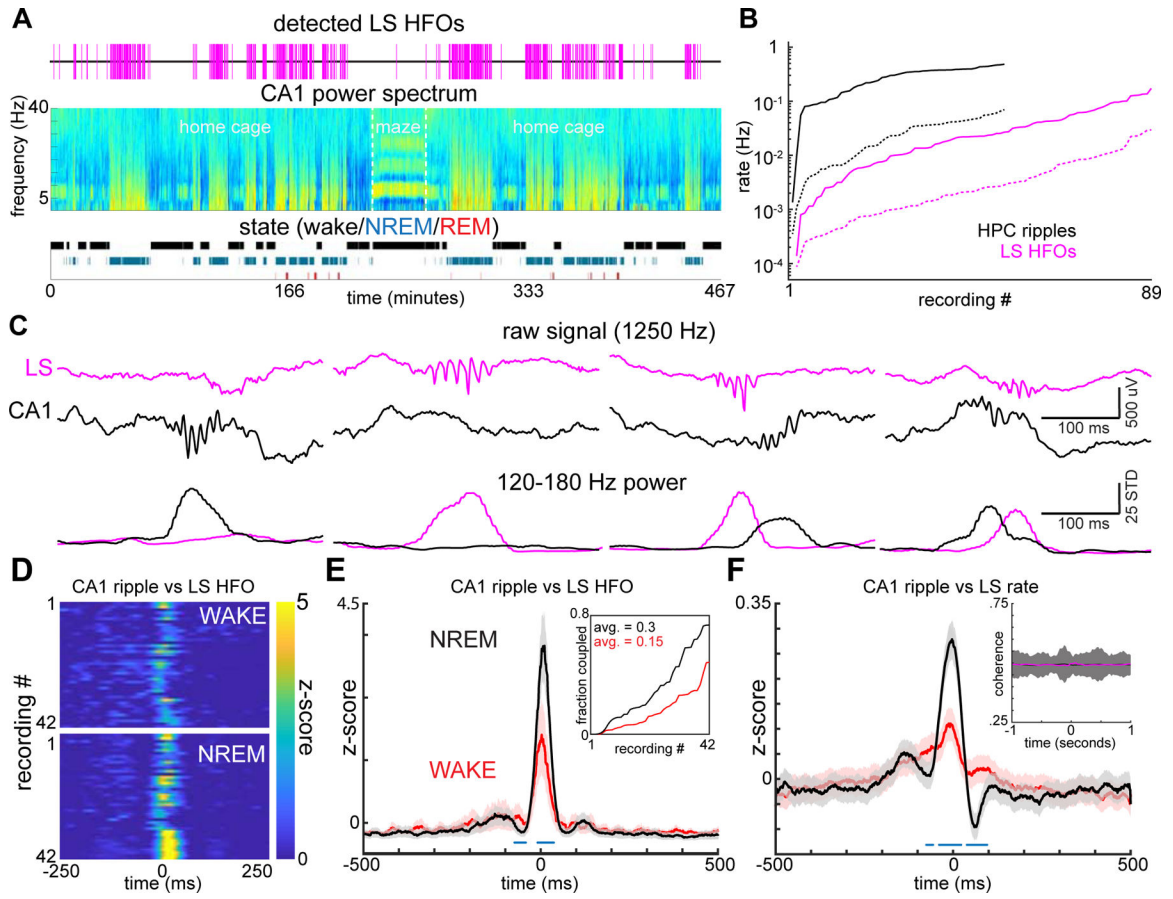 A
detected LS HFOs
CA1 power spectrum
frequency (Hz)
40
5
home cage
maze
home cage
state (wake/NREM/REM)
0
166
333
467
time (minutes)
B
rate (Hz)
1
10-1
10-2
10-3
10-4
HPC ripples
LS HFOs
1
89
recording #
C
raw signal (1250 Hz)
LS
CA1
100 ms
500 uV
120-180 Hz power
100 ms
25 STD
D
CA1 ripple vs LS HFO
1
WAKE
42
1
NREM
42
recording #
5
z-score
0
-250
0
250
time (ms)
E
CA1 ripple vs LS HFO
4.5
z-score
0
NREM
WAKE
0.8
fraction coupled
0
avg. = 0.3
avg. = 0.15
1
42
recording #
-500
0
500
time (ms)
F
CA1 ripple vs LS rate
0.35
z-score
0
.75
coherence
.25
-1
0
1
time (seconds)
-500
0
500
time (ms)